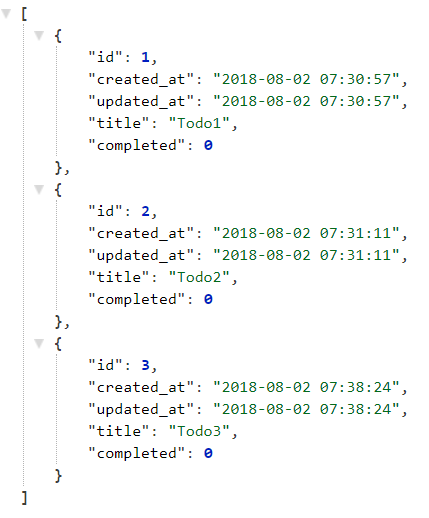 [
{
"id": 1,
"created_at": "2018-08-02 07:30:57",
"updated_at": "2018-08-02 07:30:57",
"title": "Todo1",
"completed": 0
},
{
"id": 2,
"created_at": "2018-08-02 07:31:11",
"updated_at": "2018-08-02 07:31:11",
"title": "Todo2",
"completed": 0
},
{
"id": 3,
"created_at": "2018-08-02 07:38:24",
"updated_at": "2018-08-02 07:38:24",
"title": "Todo3",
"completed": 0
}
]